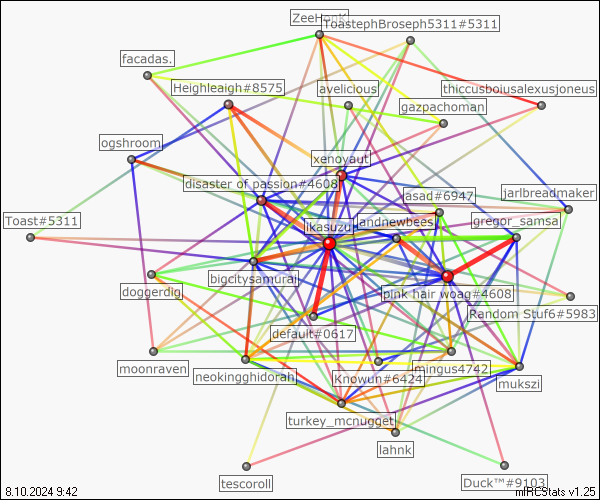 ZeeHonK
ToastephBroseph5311#5311
facadas.
Heighleaigh#8575
avelicious
thiccusboiusalexusjoneus
gazpachoman
ogshroom
xenoyaut
disaster of passion#4608
asad#6947
jarlbreadmaker
Toast#5311
ikasuzu
andnewbees
gregor_samsa
doggerdig
bigcitysamurai
pink hair woag#4608
Random Stuf6#5983
default#0617
moonraven
neokingghidorah
Knowun#6424
mingus4742
mukszi
turkey_mcnugget
lahnk
tescoroll
Duck™#9103
8.10.2024 9:42
mIRCStats v1.25